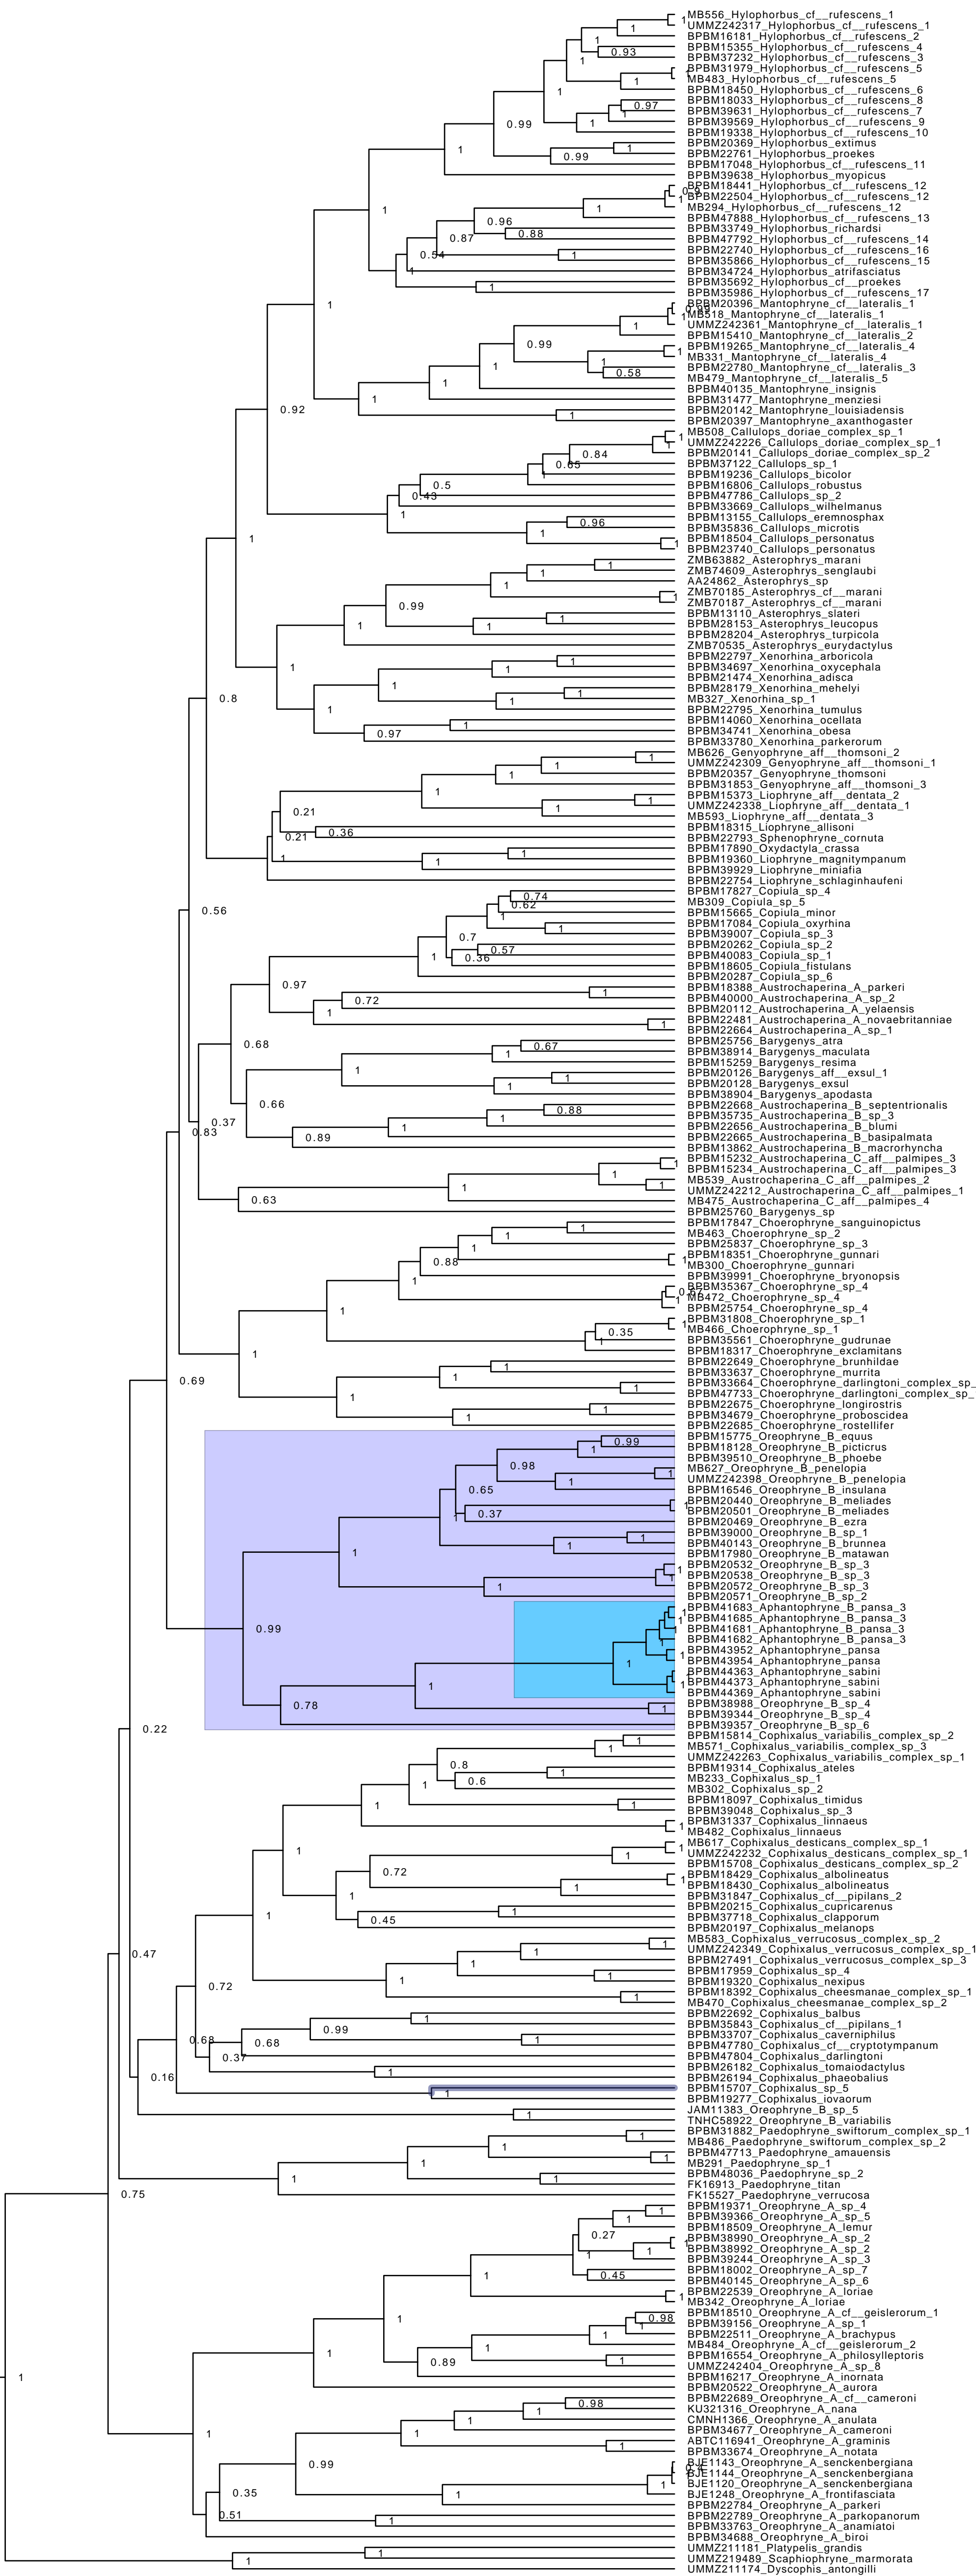 MB556_Hylophorbus_cf__rufescens_1
UMMZ242317_Hylophorbus_cf__rufescens_1
BPBM16181_Hylophorbus_cf__rufescens_2
BPBM15355_Hylophorbus_cf__rufescens_4
BPBM37232_Hylophorbus_cf__rufescens_3
BPBM31979_Hylophorbus_cf__rufescens_5
MB483_Hylophorbus_cf__rufescens_5
BPBM18450_Hylophorbus_cf__rufescens_6
BPBM18033_Hylophorbus_cf__rufescens_8
BPBM39631_Hylophorbus_cf__rufescens_7
BPBM39569_Hylophorbus_cf__rufescens_9
BPBM19338_Hylophorbus_cf__rufescens_10
BPBM20369_Hylophorbus_extimus
BPBM22761_Hylophorbus_proekes
BPBM17048_Hylophorbus_cf__rufescens_11
BPBM39638_Hylophorbus_myopicus
BPBM18441_Hylophorbus_cf__rufescens_12
BPBM22504_Hylophorbus_cf__rufescens_12
MB294_Hylophorbus_cf__rufescens_12
BPBM47888_Hylophorbus_cf__rufescens_13
BPBM33749_Hylophorbus_richardsi
BPBM47792_Hylophorbus_cf__rufescens_14
BPBM22740_Hylophorbus_cf__rufescens_16
BPBM35866_Hylophorbus_cf__rufescens_15
BPBM34724_Hylophorbus_atrifasciatus
BPBM35692_Hylophorbus_cf__proekes
BPBM35986_Hylophorbus_cf__rufescens_17
BPBM20396_Mantophryne_cf__lateralis_1
MB518_Mantophryne_cf__lateralis_1
UMMZ242361_Mantophryne_cf__lateralis_1
BPBM15410_Mantophryne_cf__lateralis_2
BPBM19265_Mantophryne_cf__lateralis_4
MB331_Mantophryne_cf__lateralis_4
BPBM22780_Mantophryne_cf__lateralis_3
MB479_Mantophryne_cf__lateralis_5
BPBM40135_Mantophryne_insignis
BPBM31477_Mantophryne_menziesi
BPBM20142_Mantophryne_louisiadensis
BPBM20397_Mantophryne_axanthogaster
MB508_Callulops_doriae_complex_sp_1
UMMZ242226_Callulops_doriae_complex_sp_1
BPBM20141_Callulops_doriae_complex_sp_2
BPBM37122_Callulops_sp_1
BPBM19236_Callulops_bicolor
BPBM16806_Callulops_robustus
BPBM47786_Callulops_sp_2
BPBM33669_Callulops_wilhelmanus
BPBM13155_Callulops_eremnosphax
BPBM35836_Callulops_microtis
BPBM18504_Callulops_personatus
BPBM23740_Callulops_personatus
ZMB63882_Asterophrys_marani
ZMB74609_Asterophrys_senglaubi
AA24862_Asterophrys_sp
ZMB70185_Asterophrys_cf__marani
ZMB70187_Asterophrys_cf__marani
BPBM13110_Asterophrys_slateri
BPBM28153_Asterophrys_leucopus
BPBM28204_Asterophrys_turpicola
ZMB70535_Asterophrys_eurydactylus
BPBM22797_Xenorhina_arboricola
BPBM34697_Xenorhina_oxycephala
BPBM21474_Xenorhina_adisca
BPBM28179_Xenorhina_mehelyi
MB327_Xenorhina_sp_1
BPBM22795_Xenorhina_tumulus
BPBM14060_Xenorhina_ocellata
BPBM34741_Xenorhina_obesa
BPBM33780_Xenorhina_parkerorum
MB626_Genyophryne_aff__thomsoni_2
UMMZ242309_Genyophryne_aff__thomsoni_1
BPBM20357_Genyophryne_thomsoni
BPBM31853_Genyophryne_aff__thomsoni_3
BPBM15373_Liophryne_aff__dentata_2
UMMZ242338_Liophryne_aff__dentata_1
MB593_Liophryne_aff__dentata_3
BPBM18315_Liophryne_allisoni
BPBM22793_Sphenophryne_cornuta
BPBM17890_Oxydactyla_crassa
BPBM19360_Liophryne_magnitympanum
BPBM39929_Liophryne_miniafia
BPBM22754_Liophryne_schlaginhaufeni
BPBM17827_Copiula_sp_4
MB309_Copiula_sp_5
BPBM15665_Copiula_minor
BPBM17084_Copiula_oxyrhina
BPBM39007_Copiula_sp_3
BPBM20262_Copiula_sp_2
BPBM40083_Copiula_sp_1
BPBM18605_Copiula_fistulans
BPBM20287_Copiula_sp_6
BPBM18388_Austrochaperina_A_parkeri
BPBM40000_Austrochaperina_A_sp_2
BPBM20112_Austrochaperina_A_yelaensis
BPBM22481_Austrochaperina_A_novaebritanniae
BPBM22664_Austrochaperina_A_sp_1
BPBM25756_Barygenys_atra
BPBM38914_Barygenys_maculata
BPBM15259_Barygenys_resima
BPBM20126_Barygenys_aff__exsul_1
BPBM20128_Barygenys_exsul
BPBM38904_Barygenys_apodasta
BPBM22668_Austrochaperina_B_septentrionalis
BPBM35735_Austrochaperina_B_sp_3
BPBM22656_Austrochaperina_B_blumi
BPBM22665_Austrochaperina_B_basipalmata
BPBM13862_Austrochaperina_B_macrorhyncha
BPBM15232_Austrochaperina_C_aff__palmipes_3
BPBM15234_Austrochaperina_C_aff__palmipes_3
MB539_Austrochaperina_C_aff__palmipes_2
UMMZ242212_Austrochaperina_C_aff__palmipes_1
MB475_Austrochaperina_C_aff__palmipes_4
BPBM25760_Barygenys_sp
BPBM17847_Choerophryne_sanguinopictus
MB463_Choerophryne_sp_2
BPBM25837_Choerophryne_sp_3
BPBM18351_Choerophryne_gunnari
MB300_Choerophryne_gunnari
BPBM39991_Choerophryne_bryonopsis
BPBM35367_Choerophryne_sp_4
MB472_Choerophryne_sp_4
BPBM25754_Choerophryne_sp_4
BPBM31808_Choerophryne_sp_1
MB466_Choerophryne_sp_1
BPBM35561_Choerophryne_gudrunae
BPBM18317_Choerophryne_exclamitans
BPBM22649_Choerophryne_brunhildae
BPBM33637_Choerophryne_murrita
BPBM33664_Choerophryne_darlingtoni_complex_sp_
BPBM47733_Choerophryne_darlingtoni_complex_sp_
BPBM22675_Choerophryne_longirostris
BPBM34679_Choerophryne_proboscidea
BPBM22685_Choerophryne_rostellifer
BPBM15775_Oreophryne_B_equus
BPBM18128_Oreophryne_B_picticrus
BPBM39510_Oreophryne_B_phoebe
MB627_Oreophryne_B_penelopia
UMMZ242398_Oreophryne_B_penelopia
BPBM16546_Oreophryne_B_insulana
BPBM20440_Oreophryne_B_meliades
BPBM20501_Oreophryne_B_meliades
BPBM20469_Oreophryne_B_ezra
BPBM39000_Oreophryne_B_sp_1
BPBM40143_Oreophryne_B_brunnea
BPBM17980_Oreophryne_B_matawan
BPBM20532_Oreophryne_B_sp_3
BPBM20538_Oreophryne_B_sp_3
BPBM20572_Oreophryne_B_sp_3
BPBM20571_Oreophryne_B_sp_2
BPBM41683_Aphantophryne_B_pansa_3
BPBM41685_Aphantophryne_B_pansa_3
BPBM41681_Aphantophryne_B_pansa_3
BPBM41682_Aphantophryne_B_pansa_3
BPBM43952_Aphantophryne_pansa
BPBM43954_Aphantophryne_pansa
BPBM44363_Aphantophryne_sabini
BPBM44373_Aphantophryne_sabini
BPBM44369_Aphantophryne_sabini
BPBM38988_Oreophryne_B_sp_4
BPBM39344_Oreophryne_B_sp_4
BPBM39357_Oreophryne_B_sp_6
BPBM15814_Cophixalus_variabilis_complex_sp_2
MB571_Cophixalus_variabilis_complex_sp_3
UMMZ242263_Cophixalus_variabilis_complex_sp_1
BPBM19314_Cophixalus_ateles
MB233_Cophixalus_sp_1
MB302_Cophixalus_sp_2
BPBM18097_Cophixalus_timidus
BPBM39048_Cophixalus_sp_3
BPBM31337_Cophixalus_linnaeus
MB482_Cophixalus_linnaeus
MB617_Cophixalus_desticans_complex_sp_1
UMMZ242232_Cophixalus_desticans_complex_sp_1
BPBM15708_Cophixalus_desticans_complex_sp_2
BPBM18429_Cophixalus_albolineatus
BPBM18430_Cophixalus_albolineatus
BPBM31847_Cophixalus_cf__pipilans_2
BPBM20215_Cophixalus_cupricarenus
BPBM37718_Cophixalus_clapporum
BPBM20197_Cophixalus_melanops
MB583_Cophixalus_verrucosus_complex_sp_2
UMMZ242349_Cophixalus_verrucosus_complex_sp_1
BPBM27491_Cophixalus_verrucosus_complex_sp_3
BPBM17959_Cophixalus_sp_4
BPBM19320_Cophixalus_nexipus
BPBM18392_Cophixalus_cheesmanae_complex_sp_1
MB470_Cophixalus_cheesmanae_complex_sp_2
BPBM22692_Cophixalus_balbus
BPBM35843_Cophixalus_cf__pipilans_1
BPBM33707_Cophixalus_caverniphilus
BPBM47780_Cophixalus_cf__cryptotympanum
BPBM47804_Cophixalus_darlingtoni
BPBM26182_Cophixalus_tomaiodactylus
BPBM26194_Cophixalus_phaeobalius
BPBM15707_Cophixalus_sp_5
BPBM19277_Cophixalus_iovaorum
JAM11383_Oreophryne_B_sp_5
TNHC58922_Oreophryne_B_variabilis
BPBM31882_Paedophryne_swiftorum_complex_sp_1
MB486_Paedophryne_swiftorum_complex_sp_2
BPBM47713_Paedophryne_amauensis
MB291_Paedophryne_sp_1
BPBM48036_Paedophryne_sp_2
FK16913_Paedophryne_titan
FK15527_Paedophryne_verrucosa
BPBM19371_Oreophryne_A_sp_4
BPBM39366_Oreophryne_A_sp_5
BPBM18509_Oreophryne_A_lemur
BPBM38990_Oreophryne_A_sp_2
BPBM38992_Oreophryne_A_sp_2
BPBM39244_Oreophryne_A_sp_3
BPBM18002_Oreophryne_A_sp_7
BPBM40145_Oreophryne_A_sp_6
BPBM22539_Oreophryne_A_loriae
MB342_Oreophryne_A_loriae
BPBM18510_Oreophryne_A_cf__geislerorum_1
BPBM39156_Oreophryne_A_sp_1
BPBM22511_Oreophryne_A_brachypus
MB484_Oreophryne_A_cf__geislerorum_2
BPBM16554_Oreophryne_A_philosylleptoris
UMMZ242404_Oreophryne_A_sp_8
BPBM16217_Oreophryne_A_inornata
BPBM20522_Oreophryne_A_aurora
BPBM22689_Oreophryne_A_cf__cameroni
KU321316_Oreophryne_A_nana
CMNH1366_Oreophryne_A_anulata
BPBM34677_Oreophryne_A_cameroni
ABTC116941_Oreophryne_A_graminis
BPBM33674_Oreophryne_A_notata
BJE1143_Oreophryne_A_senckenbergiana
BJE1144_Oreophryne_A_senckenbergiana
BJE1120_Oreophryne_A_senckenbergiana
BJE1248_Oreophryne_A_frontifasciata
BPBM22784_Oreophryne_A_parkeri
BPBM22789_Oreophryne_A_parkopanorum
BPBM33763_Oreophryne_A_anamiatoi
BPBM34688_Oreophryne_A_biroi
UMMZ211181_Platypelis_grandis
UMMZ219489_Scaphiophryne_marmorata
UMMZ211174_Dyscophis_antongilli